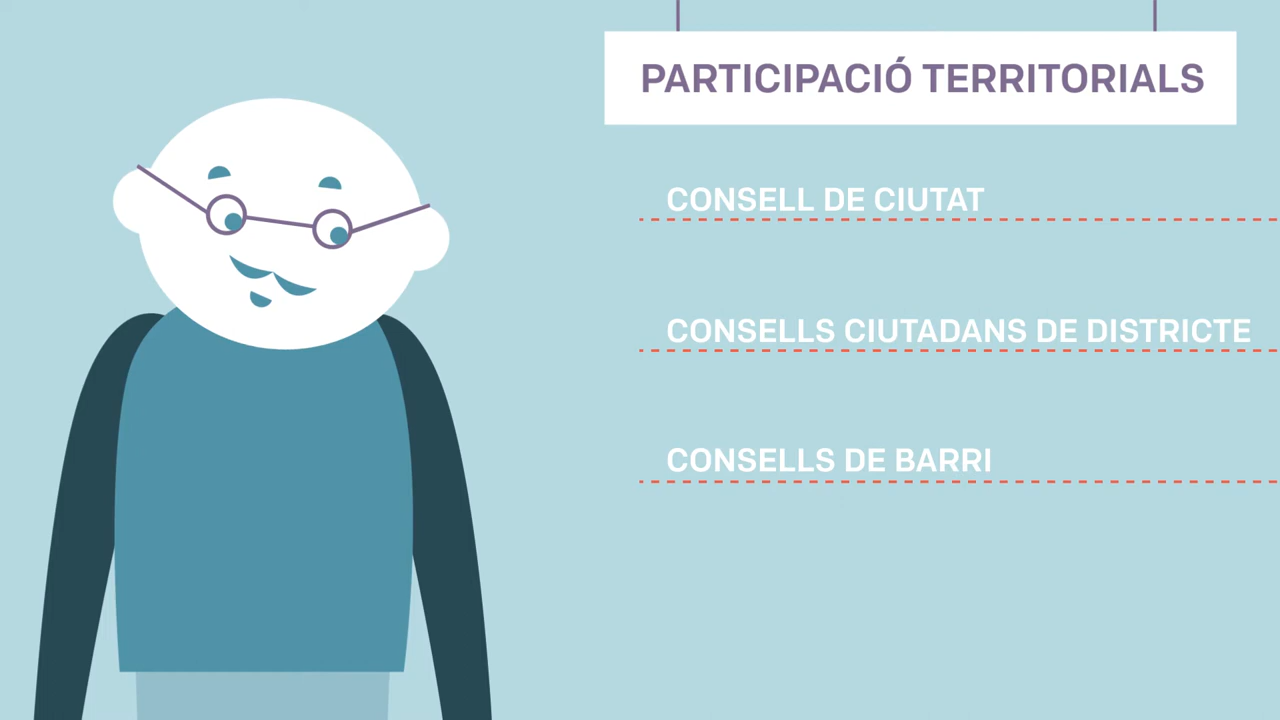 PARTICIPACIÓ TERRITORIALS
CONSELL DE CIUTAT
CONSELLS CIUTADANS DE DISTRICTE
CONSELLS DE BARRI